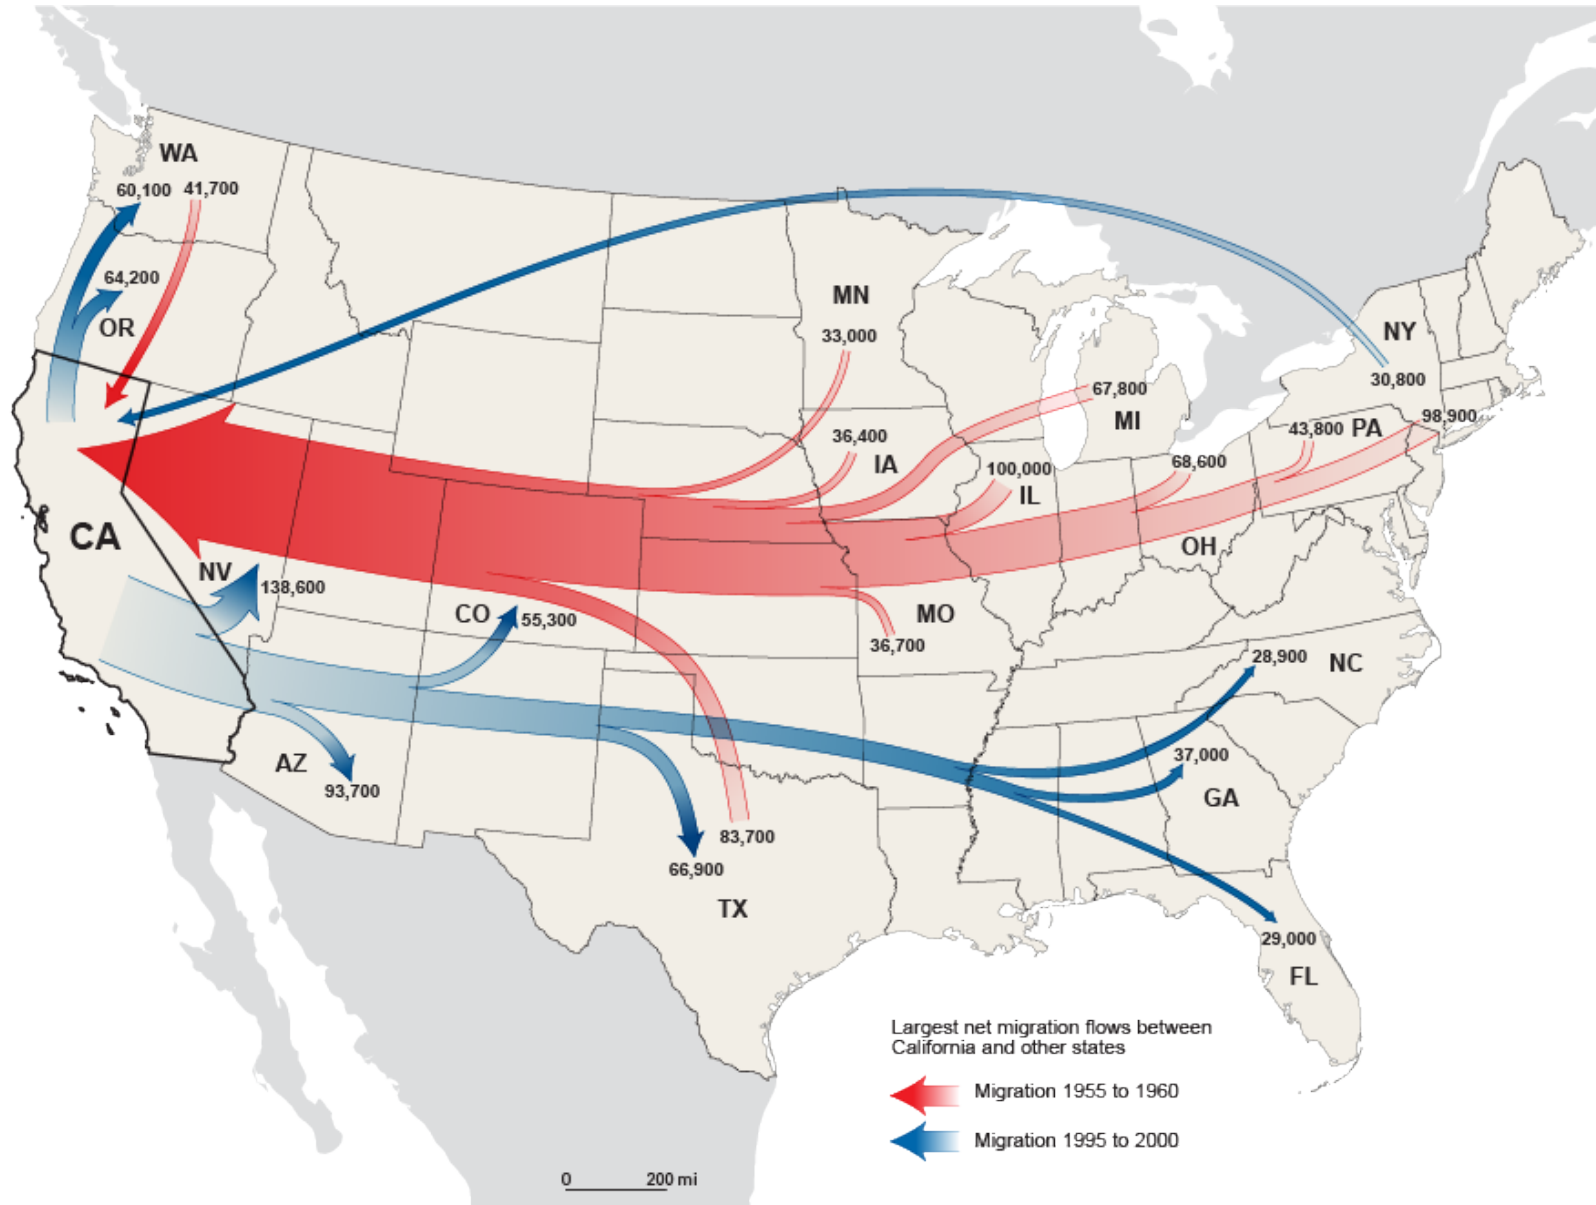 WA
60,100 41,700
64,200
OR
MN
33,000
NY
30,800
67,800
MI
98,900
43,800 PA
36,400
IA
68,600
100,000
IL
CA
OH
NV
138,600
CO
55,300
MO
36,700
28,900
NC
37,000
GA
AZ
93,700
83,700
66,900
TX
29,000
FL
Largest net migration flows between
California and other states
Migration 1955 to 1960
Migration 1995 to 2000
0 200 mi